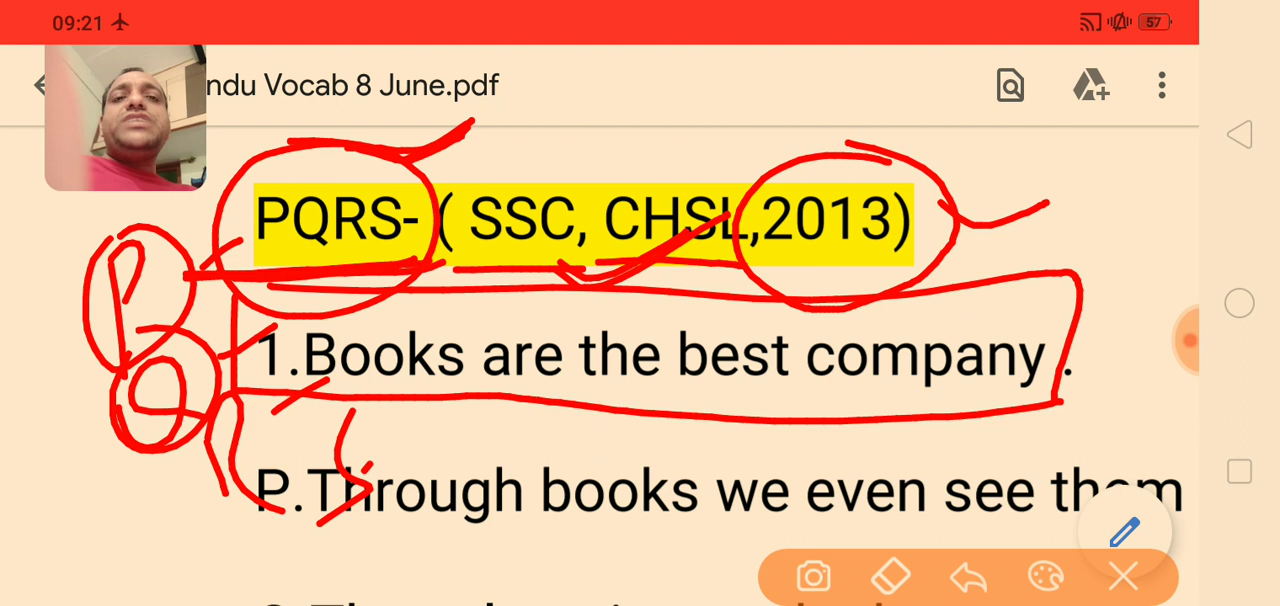 09:21
57
ndu Vocab 8 June.pdf
PQRS- ( SSC, CHSL,2013)
P
Q
R
S
1.Books are the best company .
P.Through books we even see them